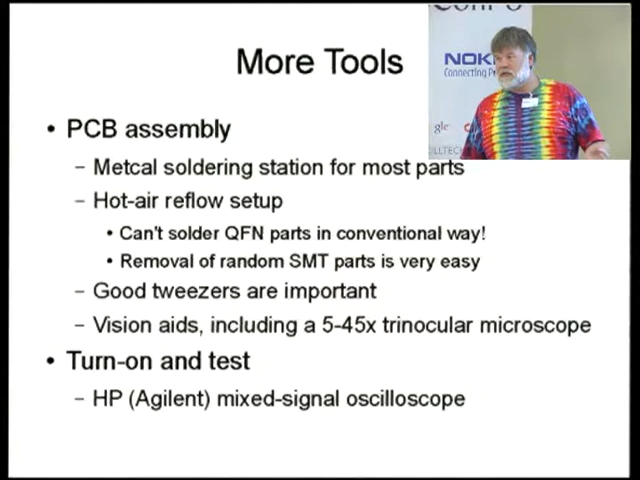 More Tools
NOKI
Connecting P
gle
• PCB assembly
– Metcal soldering station for most parts
– Hot-air reflow setup
• Can't solder QFN parts in conventional way!
• Removal of random SMT parts is very easy
– Good tweezers are important
– Vision aids, including a 5-45x trinocular microscope
• Turn-on and test
– HP (Agilent) mixed-signal oscilloscope